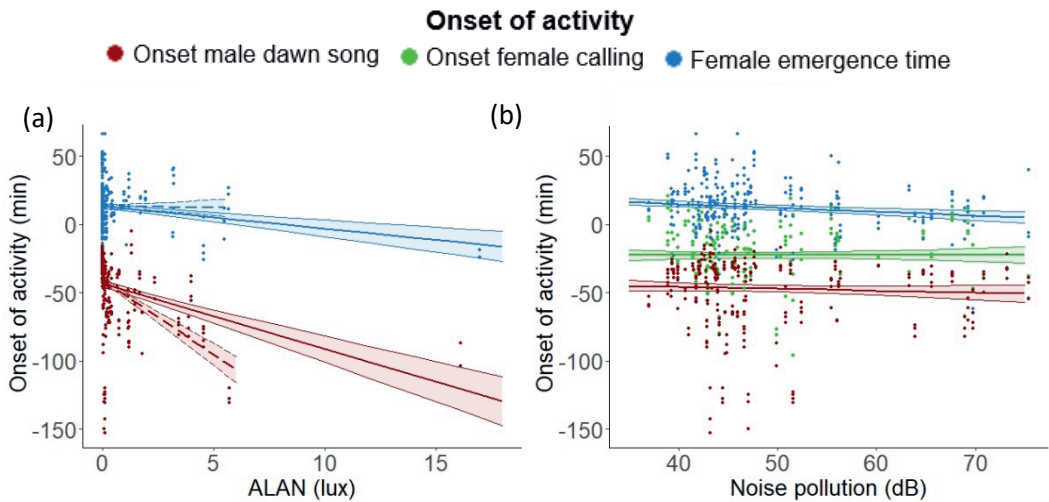 Onset of activity
Onset male dawn song Onset female calling Female emergence time
(a)
50
0
-50
-100
-150
Onset of activity (min)
0 5 10 15
ALAN (lux)
(b)
50
0
-50
-100
-150
Onset of activity (min)
40 50 60 70
Noise pollution (dB)